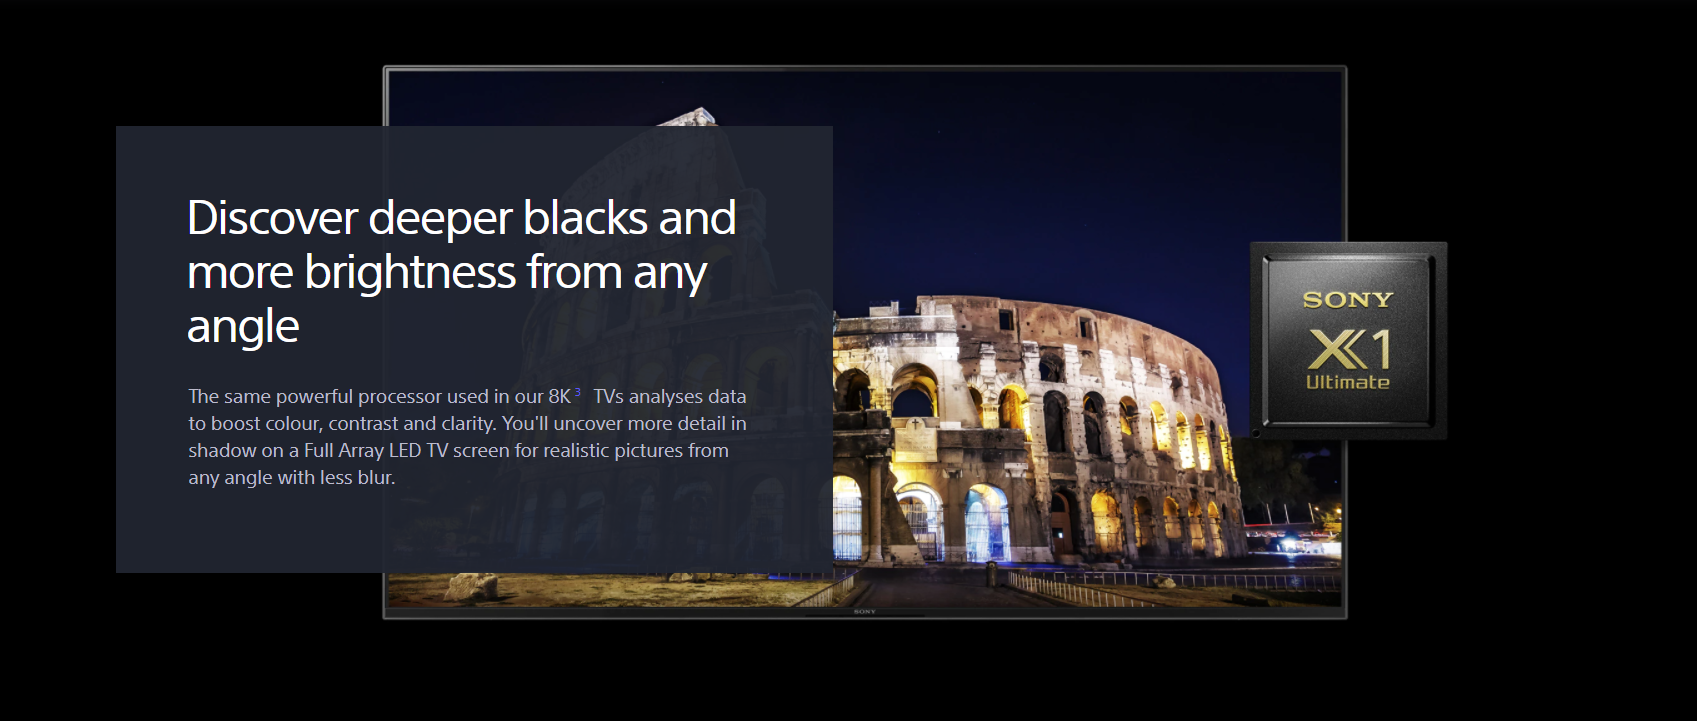 Discover deeper blacks and
more brightness from any
angle
The same powerful processor used in our 8K 3 TVs analyses data
to boost colour, contrast and clarity. You'll uncover more detail in
shadow on a Full Array LED TV screen for realistic pictures from
any angle with less blur.
SONY
X1
Ultimate
SONY